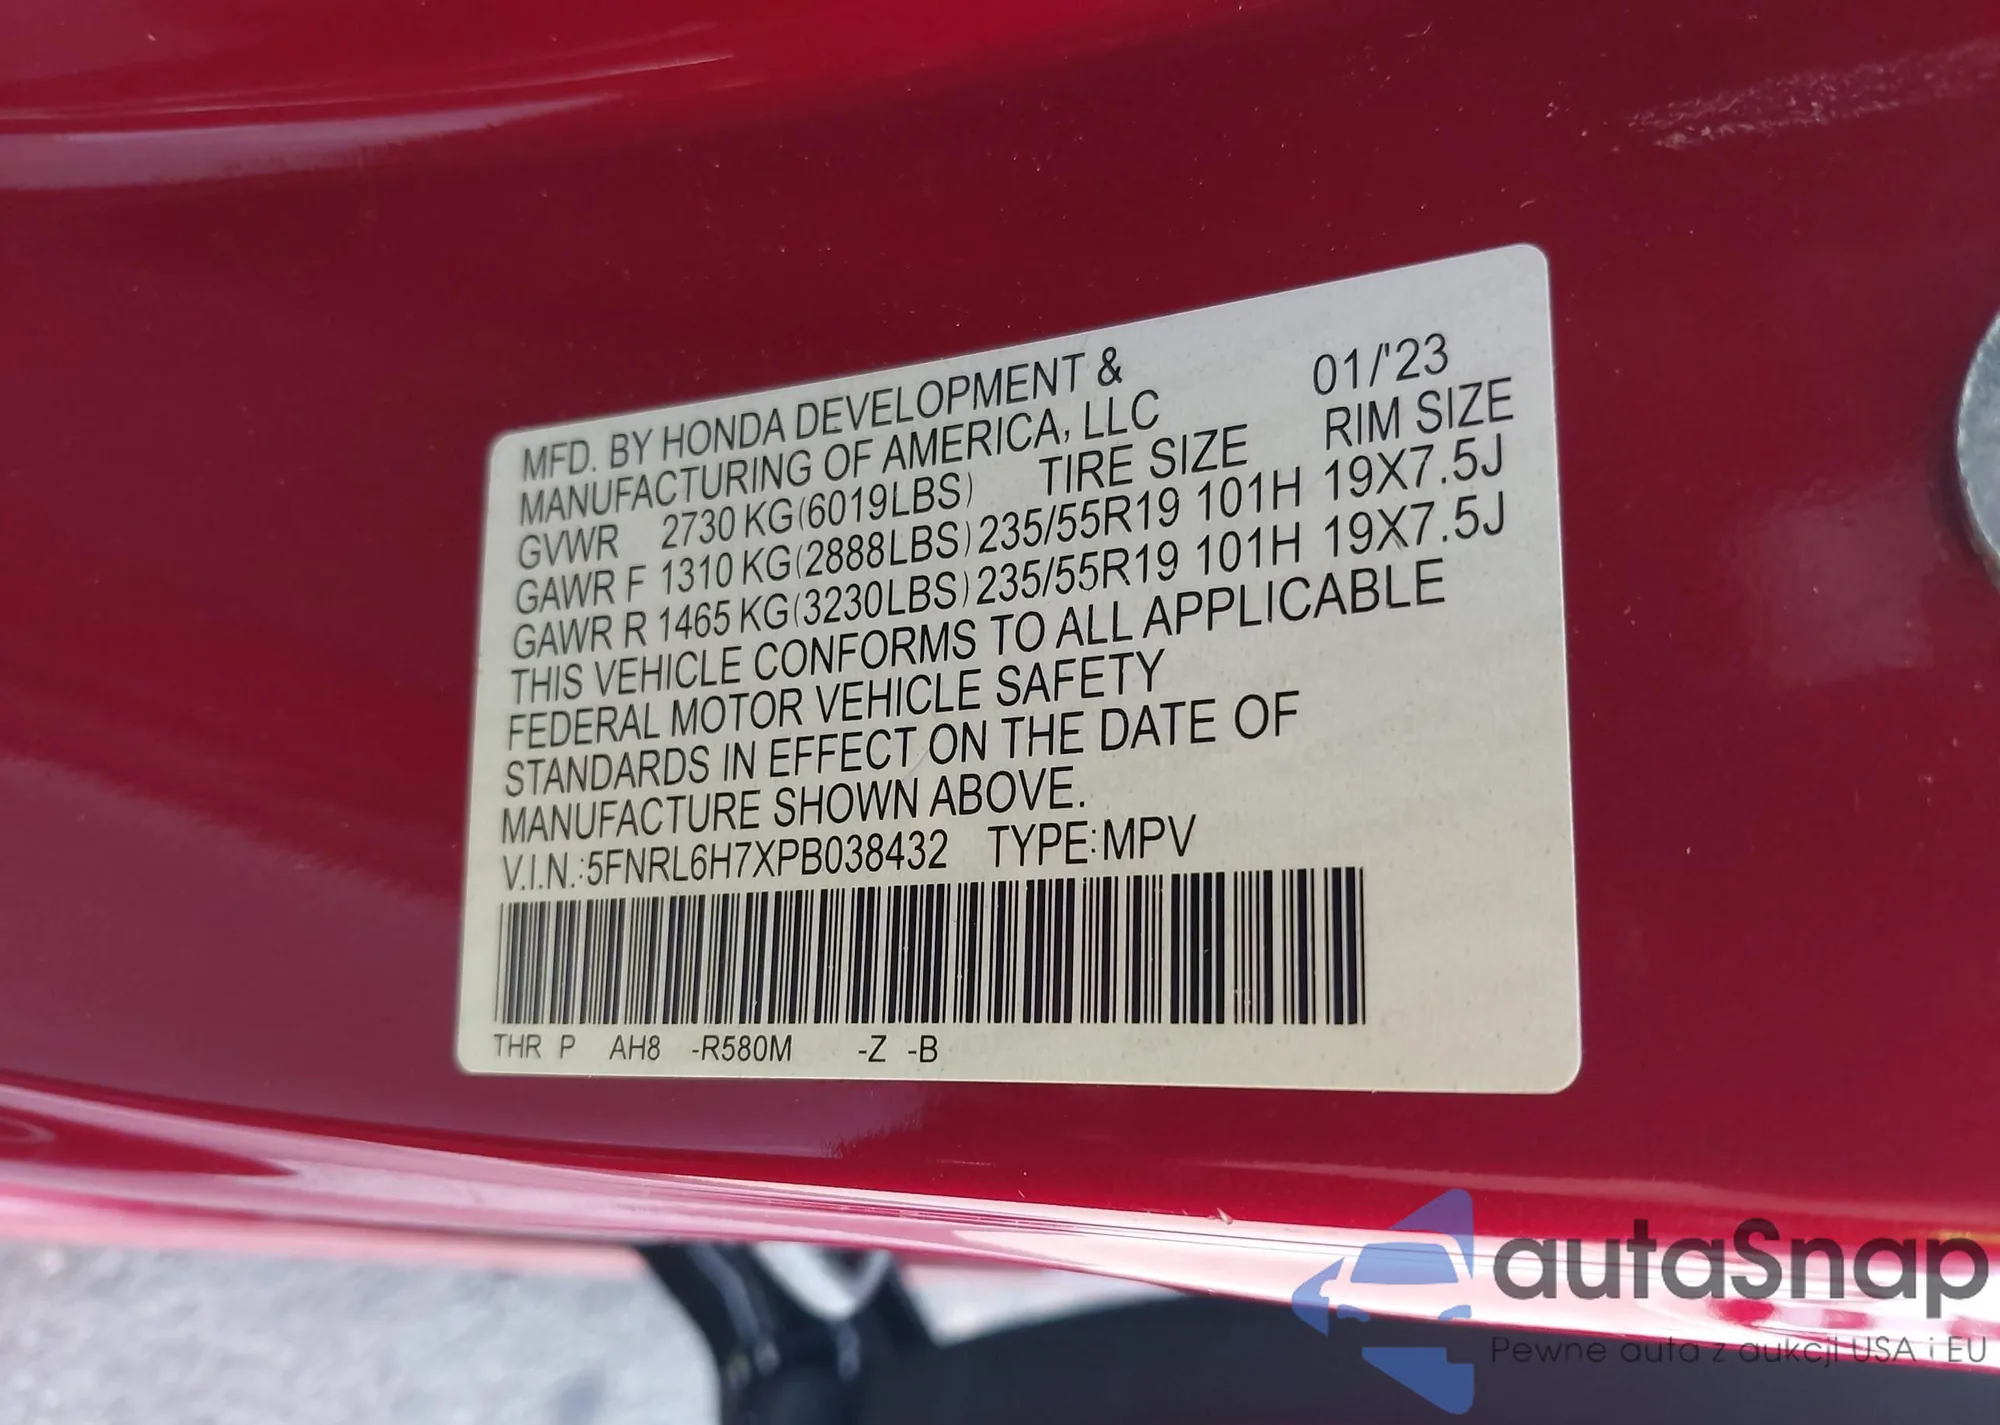 MFD. BY HONDA DEVELOPMENT &
MANUFACTURING OF AMERICA, LLC 01/'23
GVWR 2730 KG(6019LBS) TIRE SIZE RIM SIZE
GAWR F 1310 KG(2888LBS) 235/55R19 101H 19X7.5J
GAWR R 1465 KG(3230LBS) 235/55R19 101H 19X7.5J
THIS VEHICLE CONFORMS TO ALL APPLICABLE
FEDERAL MOTOR VEHICLE SAFETY
STANDARDS IN EFFECT ON THE DATE OF
MANUFACTURE SHOWN ABOVE.
V.I.N.:5FNRL6H7XPB038432 TYPE:MPV
THR P AH8 -R580M -Z -B
autaSnap
Pewne auta z aukcji USA i EU